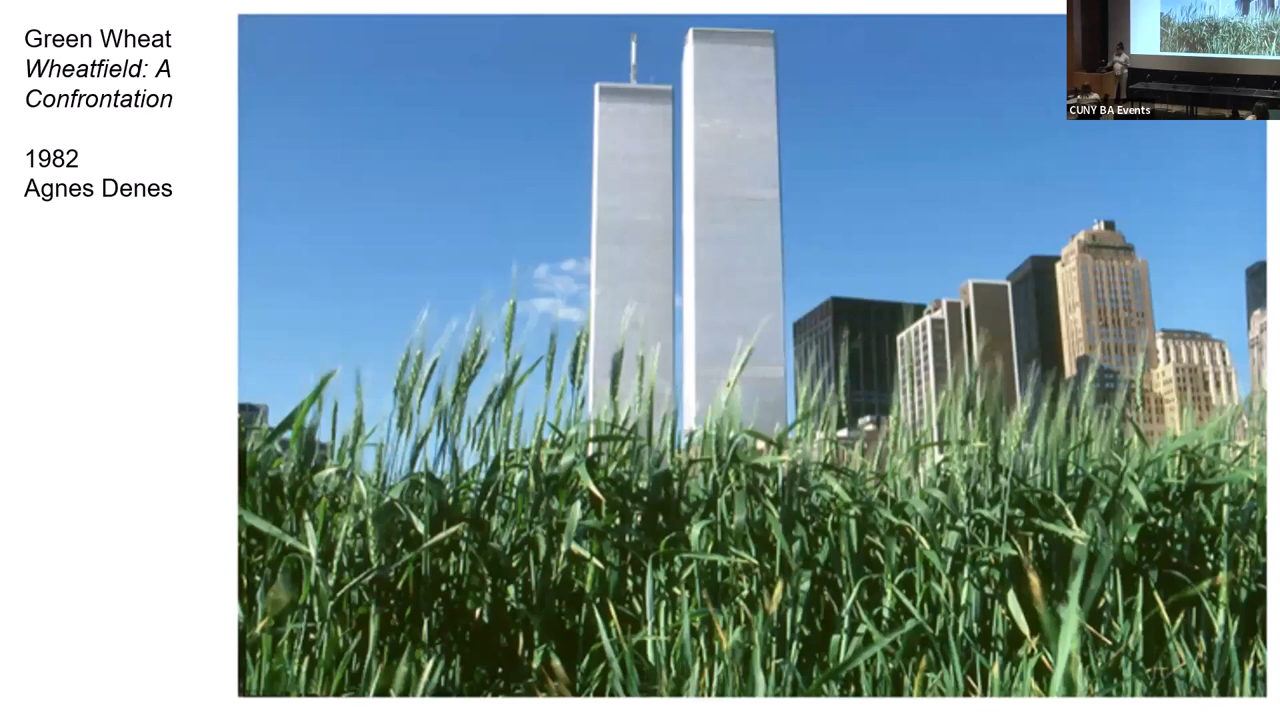 Green Wheat
Wheatfield: A
Confrontation
1982
Agnes Denes
CUNY BA Events